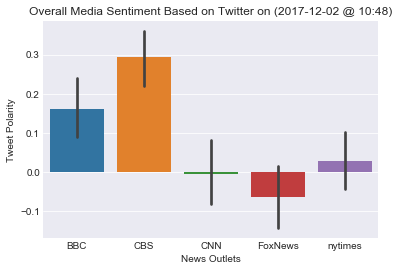 Overall Media Sentiment Based on Twitter on (2017-12-02 @ 10:48)
Tweet Polarity
0.3
0.2
0.1
0.0
−0.1
BBC CBS CNN FoxNews nytimes
News Outlets